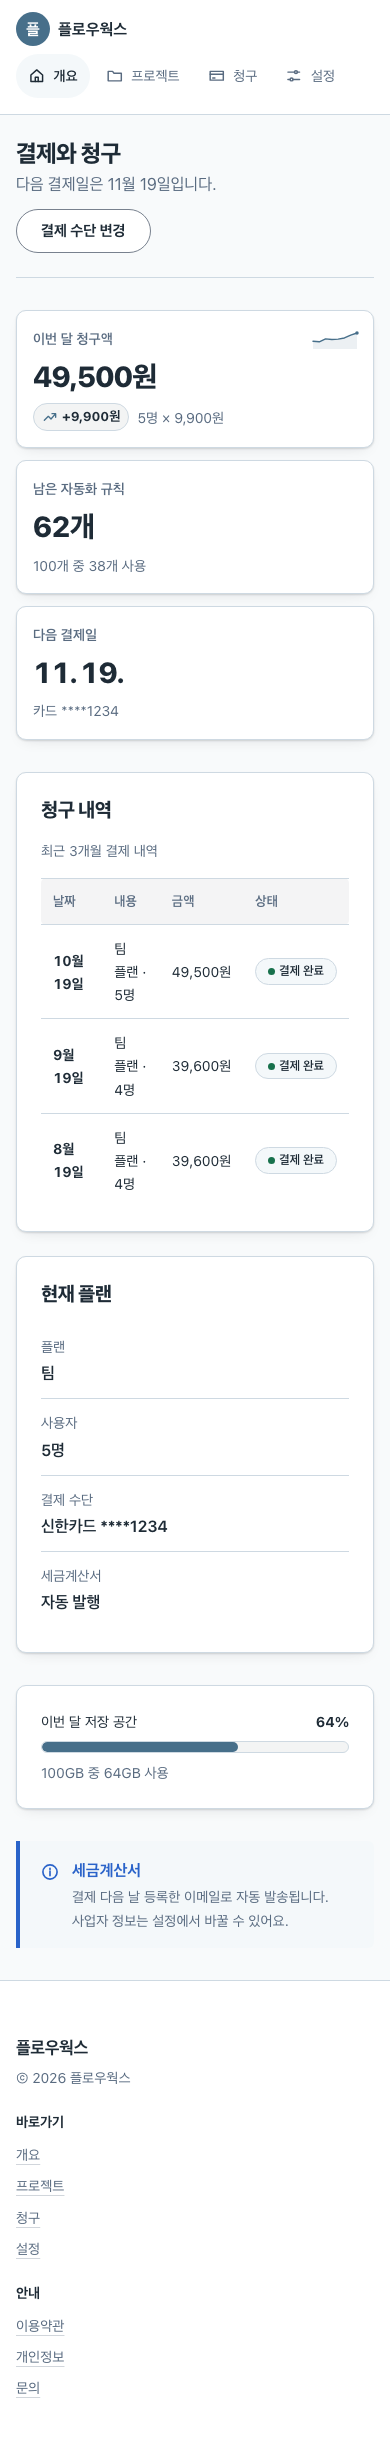 플 플로우웍스
개요 프로젝트 청구 설정
결제와 청구
다음 결제일은 11월 19일입니다.
결제 수단 변경
이번 달 청구액
49,500원
+9,900원 5명 × 9,900원
남은 자동화 규칙
62개
100개 중 38개 사용
다음 결제일
11. 19.
카드 ****1234
청구 내역
최근 3개월 결제 내역
날짜 내용 금액 상태
10월 19일 팀 플랜 · 5명 49,500원 결제 완료
9월 19일 팀 플랜 · 4명 39,600원 결제 완료
8월 19일 팀 플랜 · 4명 39,600원 결제 완료
현재 플랜
플랜
팀
사용자
5명
결제 수단
신한카드 ****1234
세금계산서
자동 발행
이번 달 저장 공간 64%
100GB 중 64GB 사용
세금계산서
결제 다음 날 등록한 이메일로 자동 발송됩니다.
사업자 정보는 설정에서 바꿀 수 있어요.
플로우웍스
© 2026 플로우웍스
바로가기
개요
프로젝트
청구
설정
안내
이용약관
개인정보
문의